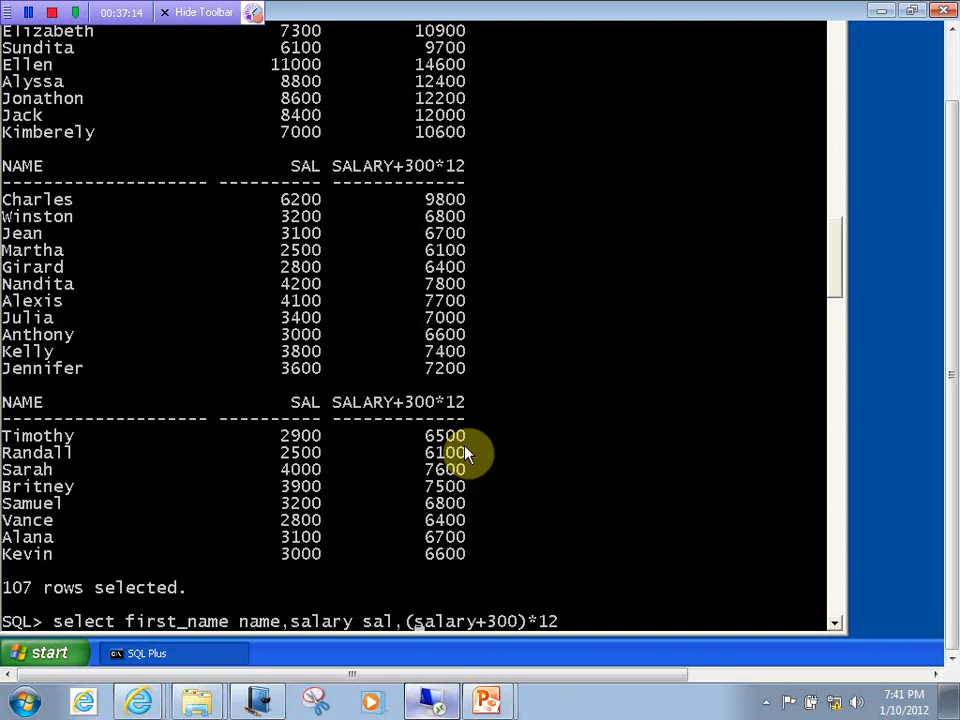 00:37:14 Hide Toolbar
Elizabeth 7300 10900
Sundita 6100 9700
Ellen 11000 14600
Alyssa 8800 12400
Jonathon 8600 12200
Jack 8400 12000
Kimberely 7000 10600
NAME SAL SALARY+300*12
-------------------- ---------- -------------
Charles 6200 9800
Winston 3200 6800
Jean 3100 6700
Martha 2500 6100
Girard 2800 6400
Nandita 4200 7800
Alexis 4100 7700
Julia 3400 7000
Anthony 3000 6600
Kelly 3800 7400
Jennifer 3600 7200
NAME SAL SALARY+300*12
-------------------- ---------- -------------
Timothy 2900 6500
Randall 2500 6100
Sarah 4000 7600
Britney 3900 7500
Samuel 3200 6800
Vance 2800 6400
Alana 3100 6700
Kevin 3000 6600
107 rows selected.
SQL> select first_name name,salary sal,(salary+300)*12
start SQL Plus
7:41 PM
1/10/2012